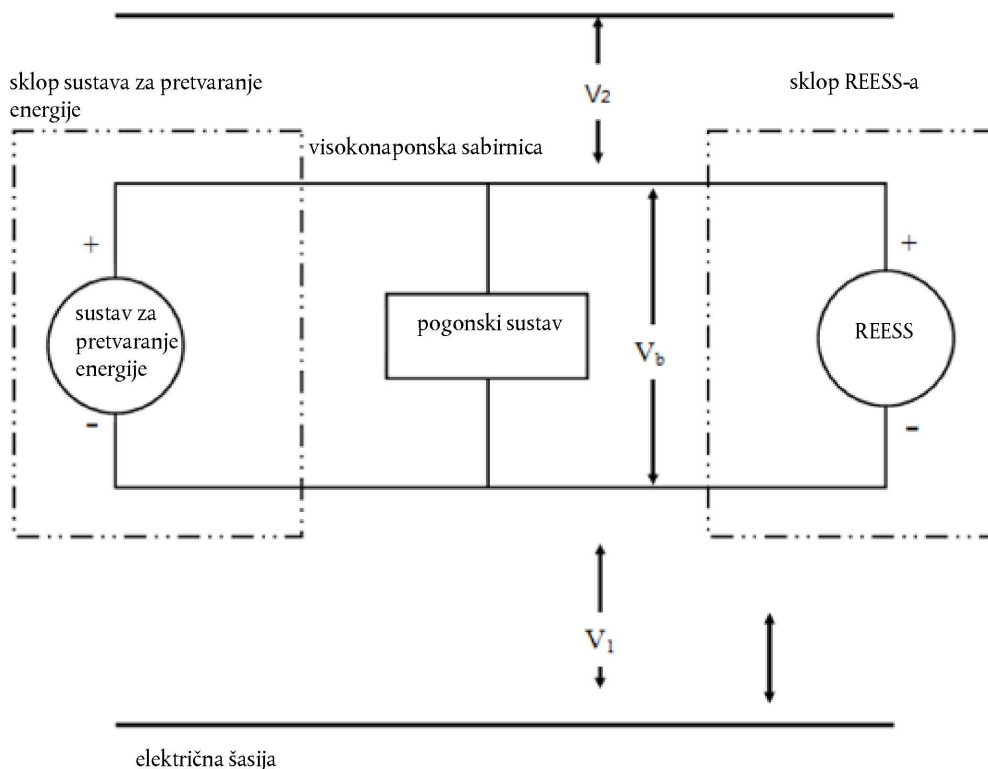 V2
sklop sustava za pretvaranje
energije
sklop REESS-a
visokonaponska sabirnica
+
+
sustav za
pretvaranje
energije
pogonski sustav
Vb
REESS
-
-
V1
elektrićna šasija